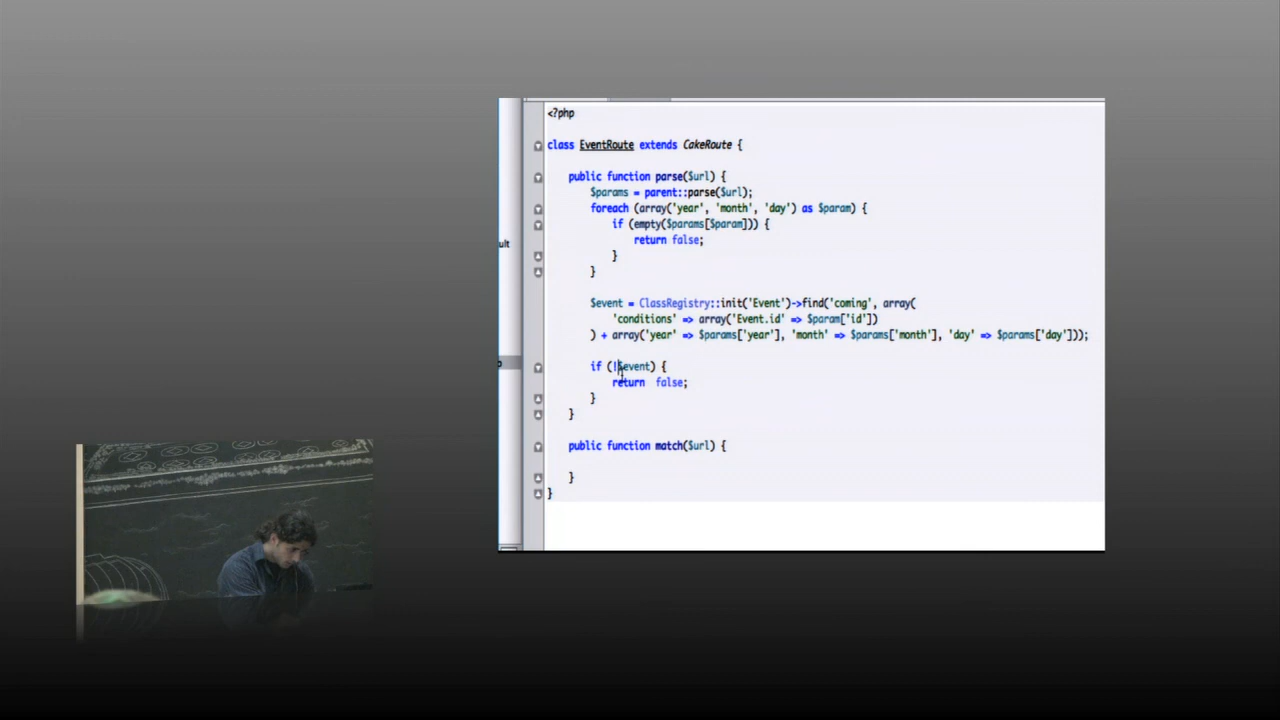 <?php
class EventRoute extends CakeRoute {
public function parse($url) {
$params = parent::parse($url);
foreach (array('year', 'month', 'day') as $param) {
if (empty($params[$param])) {
return false;
}
}
ult
$event = ClassRegistry::init('Event')->find('coming', array(
'conditions' => array('Event.id' => $param['id'])
) + array('year' => $params['year'], 'month' => $params['month'], 'day' => $params['day']));
if (!$event) {
return false;
}
}
public function match($url) {
}
}